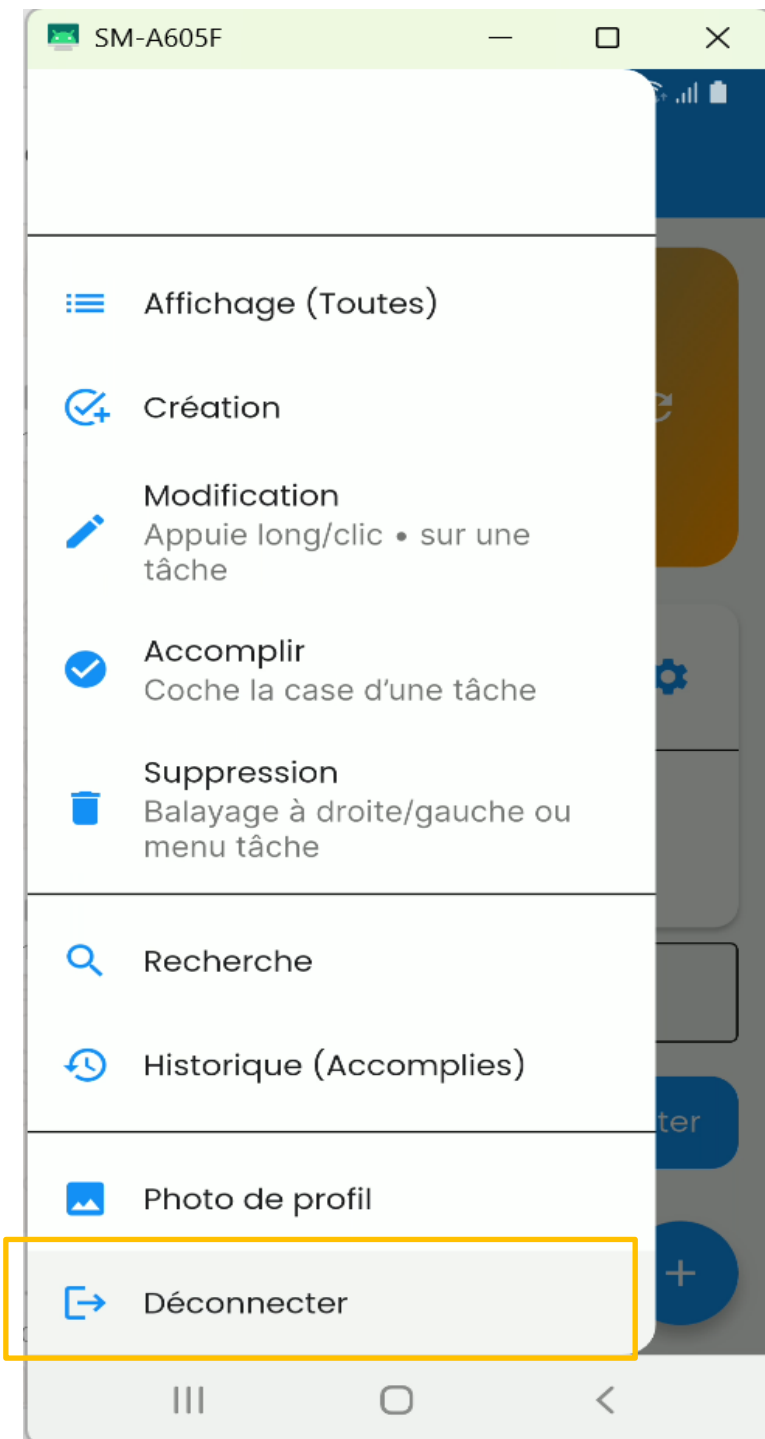 SM-A605F
Affichage (Toutes)
Création
Modification
Appuie long/clic • sur une
tâche
Accomplir
Coche la case d'une tâche
Suppression
Balayage à droite/gauche ou
menu tâche
Recherche
Historique (Accomplies)
ter
Photo de profil
Déconnecter